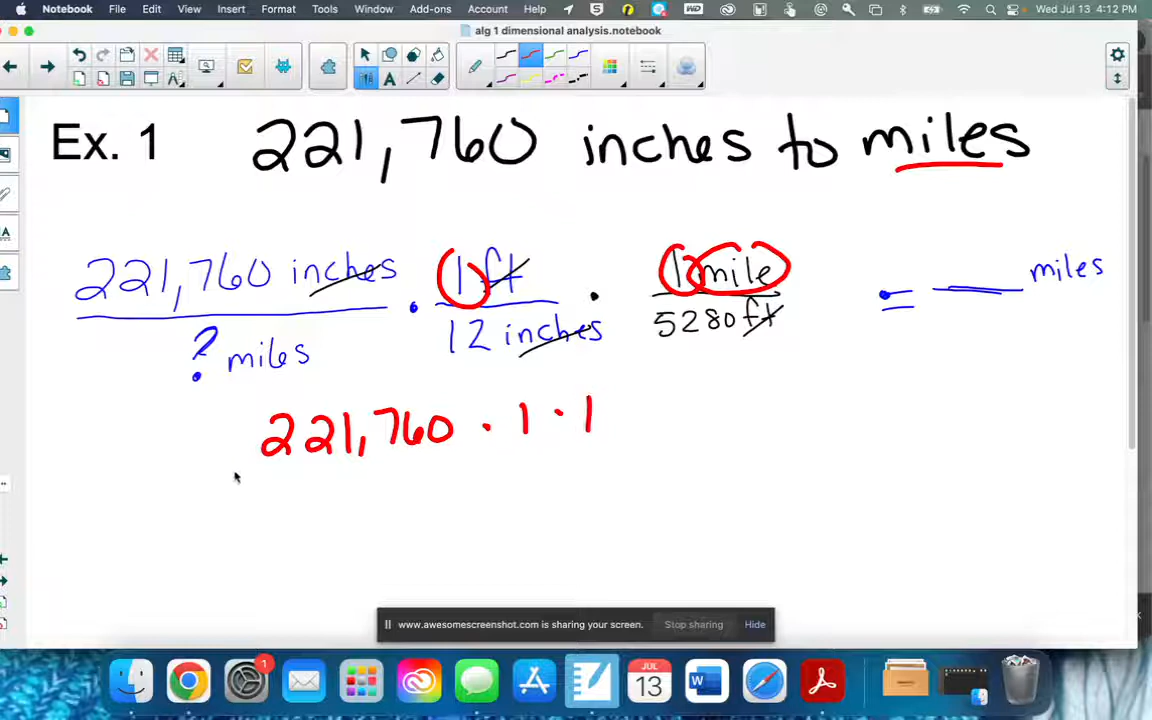 Notebook File Edit View Insert Format Tools Window Add-ons Account Help Wed Jul 13 4:12 PM
alg 1 dimensional analysis.notebook
Ex. 1 221,760 inches to miles
221,760 inches 1 ft 1 mile
· · = ___ miles
? miles 12 inches 5280 ft
221,760 · 1 · 1
www.awesomescreenshot.com is sharing your screen. Stop sharing Hide
1
JUL
13